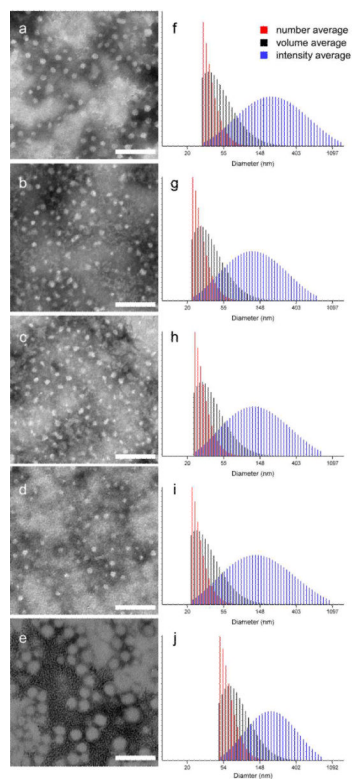 a
f
number average
volume average
intensity average
20 55 148 403 1097
Diameter (nm)
b
g
20 55 148 403 1097
Diameter (nm)
c
h
20 55 148 403 1097
Diameter (nm)
d
i
20 55 148 403 1097
Diameter (nm)
e
j
20 55 148 403 1092
Diameter (nm)